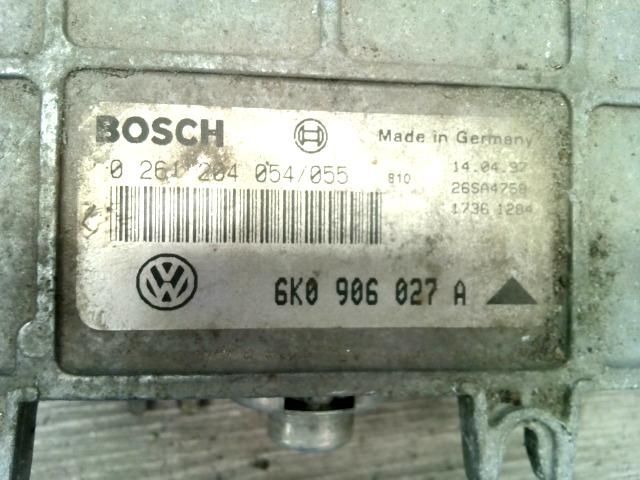 BOSCH Made in Germany
0 261 204 054/055 B10 14.04.97
26SA4758
1736 1284
VW 6K0 906 027 A